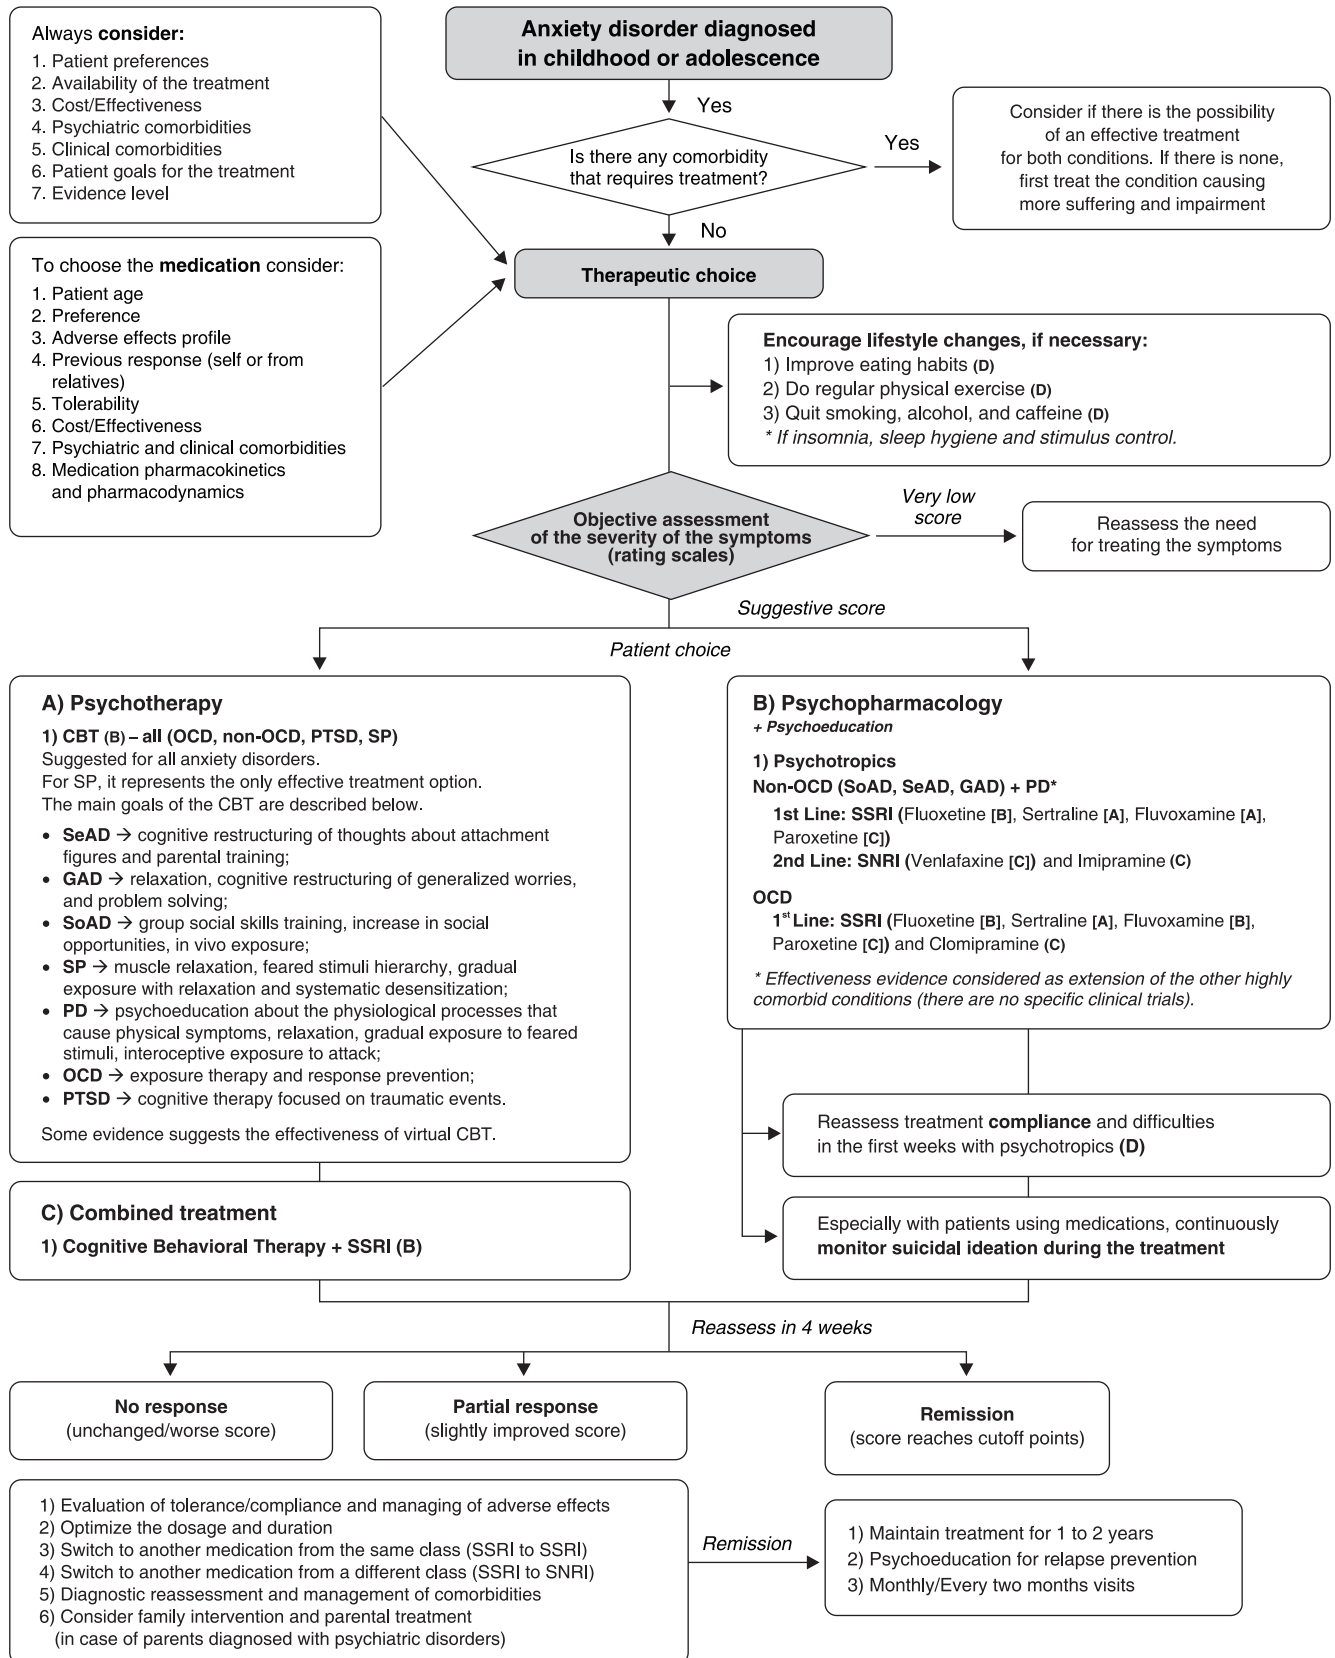 Always consider:
1. Patient preferences
2. Availability of the treatment
3. Cost/Effectiveness
4. Psychiatric comorbidities
5. Clinical comorbidities
6. Patient goals for the treatment
7. Evidence level
Anxiety disorder diagnosed
in childhood or adolescence
Yes
Is there any comorbidity
that requires treatment?
Yes
Consider if there is the possibility
of an effective treatment
for both conditions. If there is none,
first treat the condition causing
more suffering and impairment
No
To choose the medication consider:
1. Patient age
2. Preference
3. Adverse effects profile
4. Previous response (self or from
relatives)
5. Tolerability
6. Cost/Effectiveness
7. Psychiatric and clinical comorbidities
8. Medication pharmacokinetics
and pharmacodynamics
Therapeutic choice
Encourage lifestyle changes, if necessary:
1) Improve eating habits (D)
2) Do regular physical exercise (D)
3) Quit smoking, alcohol, and caffeine (D)
* If insomnia, sleep hygiene and stimulus control.
Objective assessment
of the severity of the symptoms
(rating scales)
Very low
score
Reassess the need
for treating the symptoms
Suggestive score
Patient choice
A) Psychotherapy
1) CBT (B) – all (OCD, non-OCD, PTSD, SP)
Suggested for all anxiety disorders.
For SP, it represents the only effective treatment option.
The main goals of the CBT are described below.
• SeAD → cognitive restructuring of thoughts about attachment
figures and parental training;
• GAD → relaxation, cognitive restructuring of generalized worries,
and problem solving;
• SoAD → group social skills training, increase in social
opportunities, in vivo exposure;
• SP → muscle relaxation, feared stimuli hierarchy, gradual
exposure with relaxation and systematic desensitization;
• PD → psychoeducation about the physiological processes that
cause physical symptoms, relaxation, gradual exposure to feared
stimuli, interoceptive exposure to attack;
• OCD → exposure therapy and response prevention;
• PTSD → cognitive therapy focused on traumatic events.
Some evidence suggests the effectiveness of virtual CBT.
B) Psychopharmacology
+ Psychoeducation
1) Psychotropics
Non-OCD (SoAD, SeAD, GAD) + PD*
1st Line: SSRI (Fluoxetine [B], Sertraline [A], Fluvoxamine [A],
Paroxetine [C])
2nd Line: SNRI (Venlafaxine [C]) and Imipramine (C)
OCD
1st Line: SSRI (Fluoxetine [B], Sertraline [A], Fluvoxamine [B],
Paroxetine [C]) and Clomipramine (C)
* Effectiveness evidence considered as extension of the other highly
comorbid conditions (there are no specific clinical trials).
Reassess treatment compliance and difficulties
in the first weeks with psychotropics (D)
C) Combined treatment
1) Cognitive Behavioral Therapy + SSRI (B)
Especially with patients using medications, continuously
monitor suicidal ideation during the treatment
Reassess in 4 weeks
No response
(unchanged/worse score)
Partial response
(slightly improved score)
Remission
(score reaches cutoff points)
1) Evaluation of tolerance/compliance and managing of adverse effects
2) Optimize the dosage and duration
3) Switch to another medication from the same class (SSRI to SSRI)
4) Switch to another medication from a different class (SSRI to SNRI)
5) Diagnostic reassessment and management of comorbidities
6) Consider family intervention and parental treatment
(in case of parents diagnosed with psychiatric disorders)
Remission
1) Maintain treatment for 1 to 2 years
2) Psychoeducation for relapse prevention
3) Monthly/Every two months visits